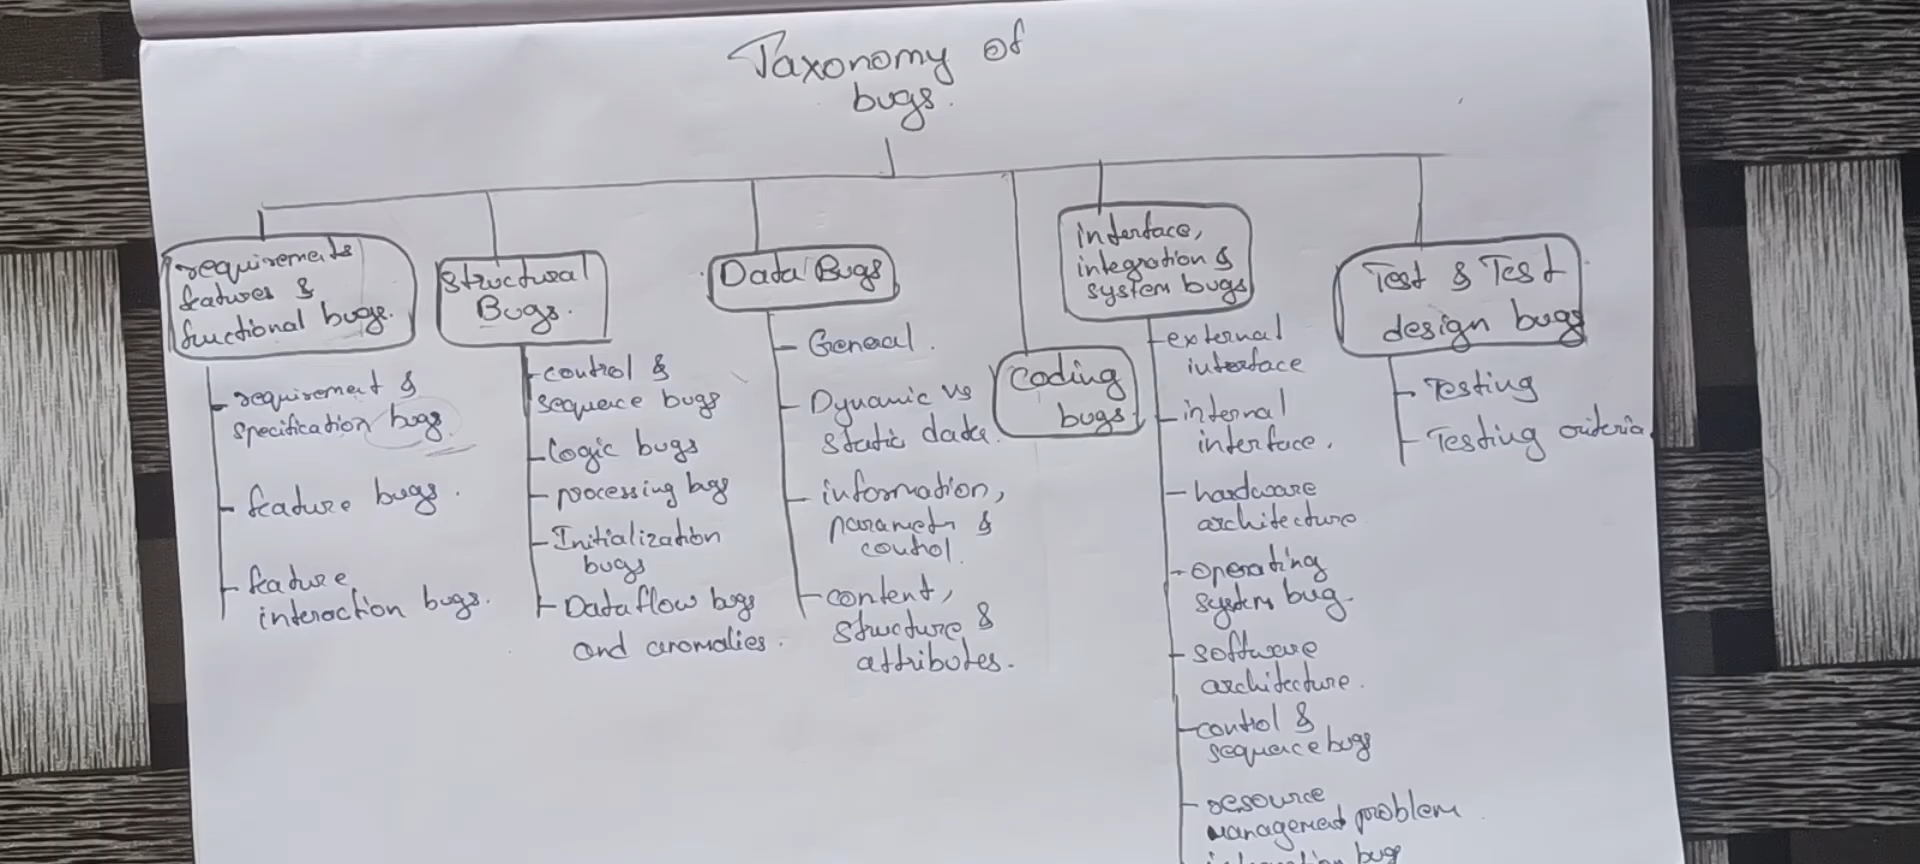 Taxonomy of
bugs.
requirements
features &
functional bugs.
requirement &
specification bugs.
feature bugs.
feature
interaction bugs.
Structural
Bugs.
control &
sequence bugs
Logic bugs
processing bugs
Initialization
bugs
Dataflow bugs
and anomalies.
Data Bugs
General.
Dynamic vs
static data.
information,
parametr &
control.
content,
structure &
attributes.
Coding
bugs.
interface,
integration &
system bugs
external
interface
internal
interface.
hardware
architecture
operating
system bug.
software
architecture.
control &
sequence bugs
resource
management problem
bug
Test & Test
design bugs
Testing
Testing criteria